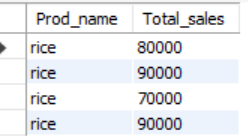 Prod_name Total_sales
rice 80000
rice 90000
rice 70000
rice 90000